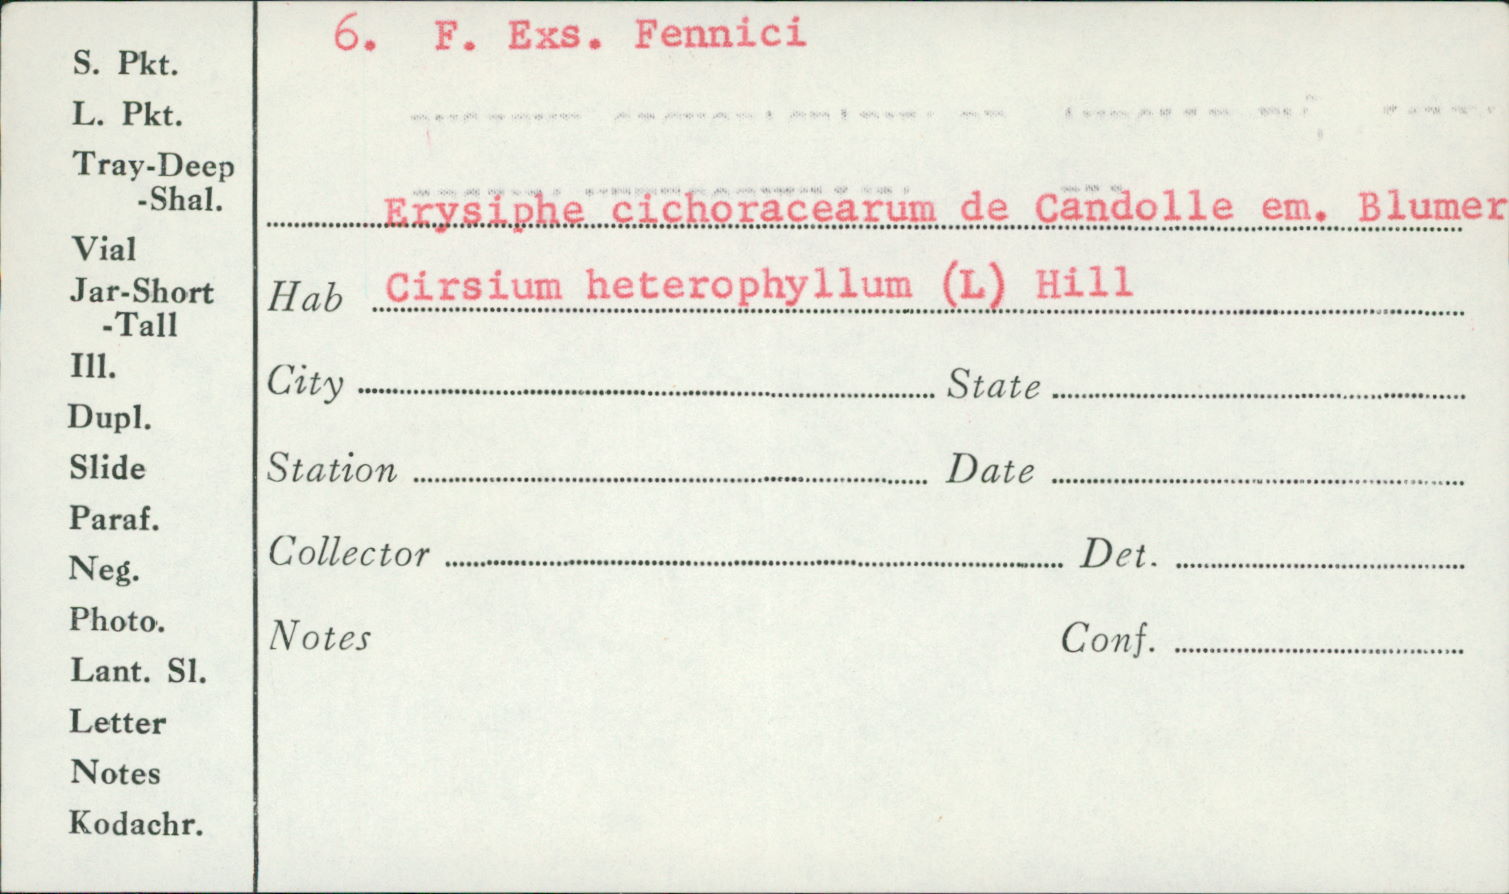 6. F. Exs. Fennici
S. Pkt.
L. Pkt.
Tray-Deep
-Shal.
Vial
Jar-Short
-Tall
Ill.
Dupl.
Slide
Paraf.
Neg.
Photo.
Lant. Sl.
Letter
Notes
Kodachr.
Erysiphe cichoracearum de Candolle em. Blumer
Hab Cirsium heterophyllum (L) Hill
City State
Station Date
Collector Det.
Notes Conf.